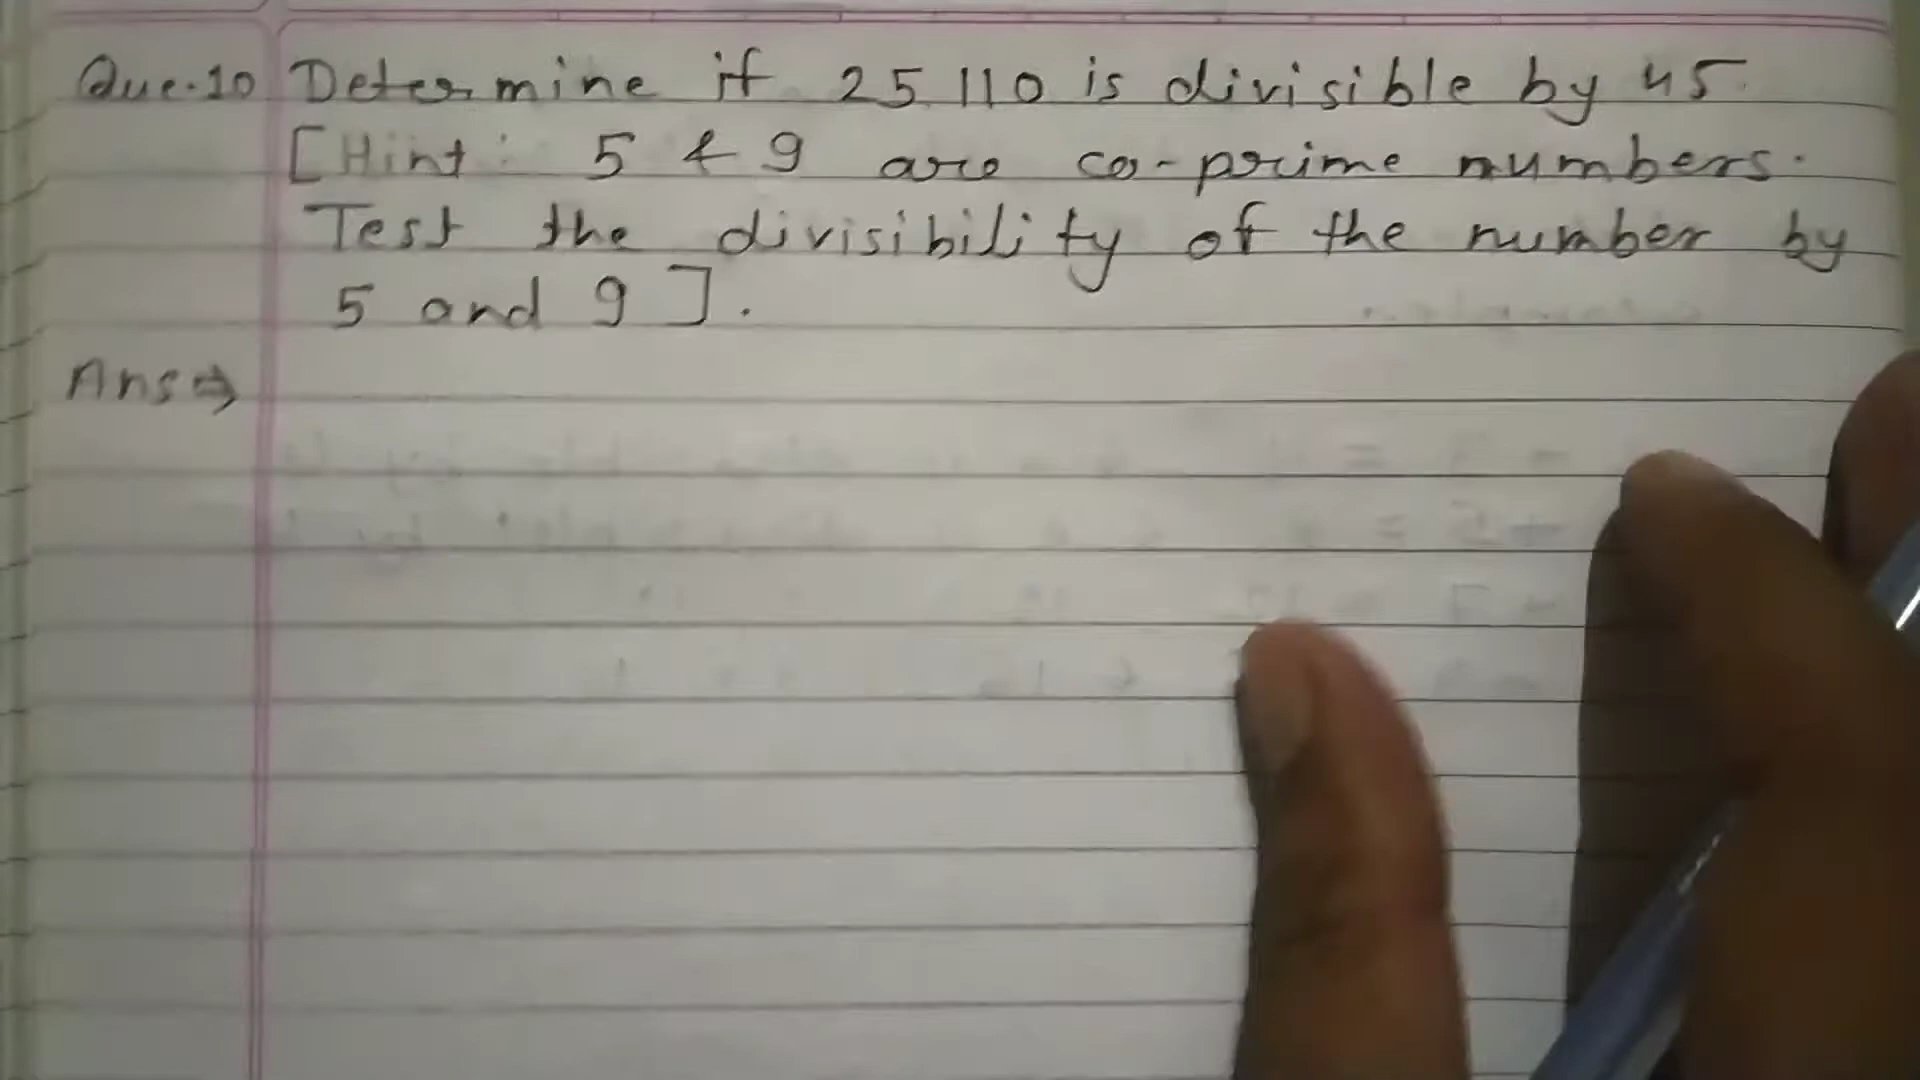 Que.10 Determine if 25110 is divisible by 45.
[Hint: 5 & 9 are co-prime numbers.
Test the divisibility of the number by
5 and 9].
Ans⇒